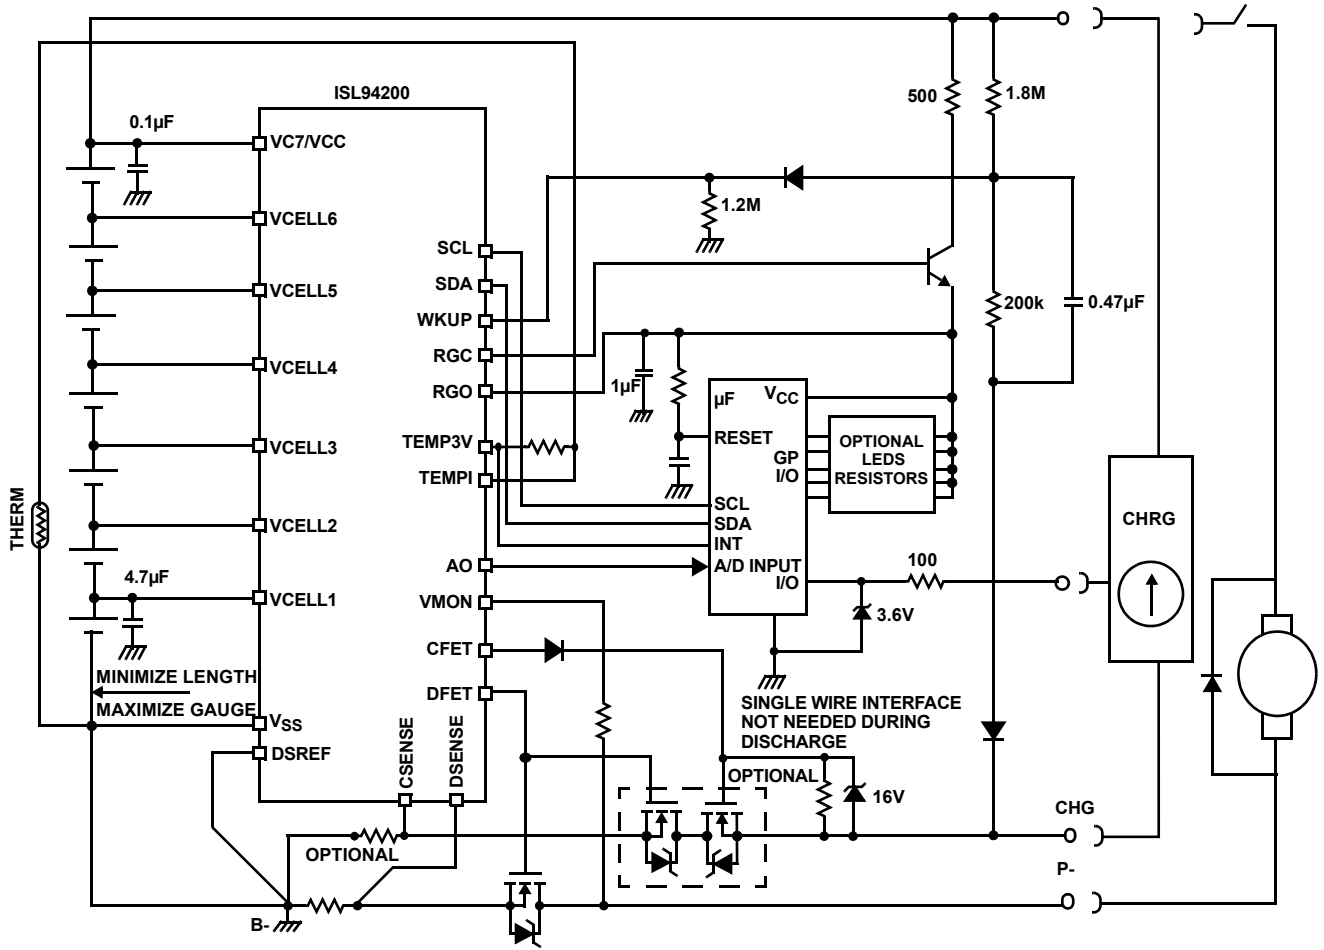 ISL94200
500
1.8M
0.1µF
VC7/VCC
1.2M
VCELL6
SCL
SDA
WKUP
RGC
RGO
TEMP3V
TEMPI
AO
VMON
CFET
DFET
VCELL5
VCELL4
VCELL3
VCELL2
VCELL1
200k
0.47µF
1µF
µF
VCC
RESET
GP
I/O
SCL
SDA
INT
A/D INPUT
I/O
OPTIONAL
LEDS
RESISTORS
THERM
4.7µF
CHRG
100
3.6V
MINIMIZE LENGTH
MAXIMIZE GAUGE
VSS
DSREF
CSENSE
DSENSE
SINGLE WIRE INTERFACE
NOT NEEDED DURING
DISCHARGE
OPTIONAL
16V
CHG
OPTIONAL
P-
B-